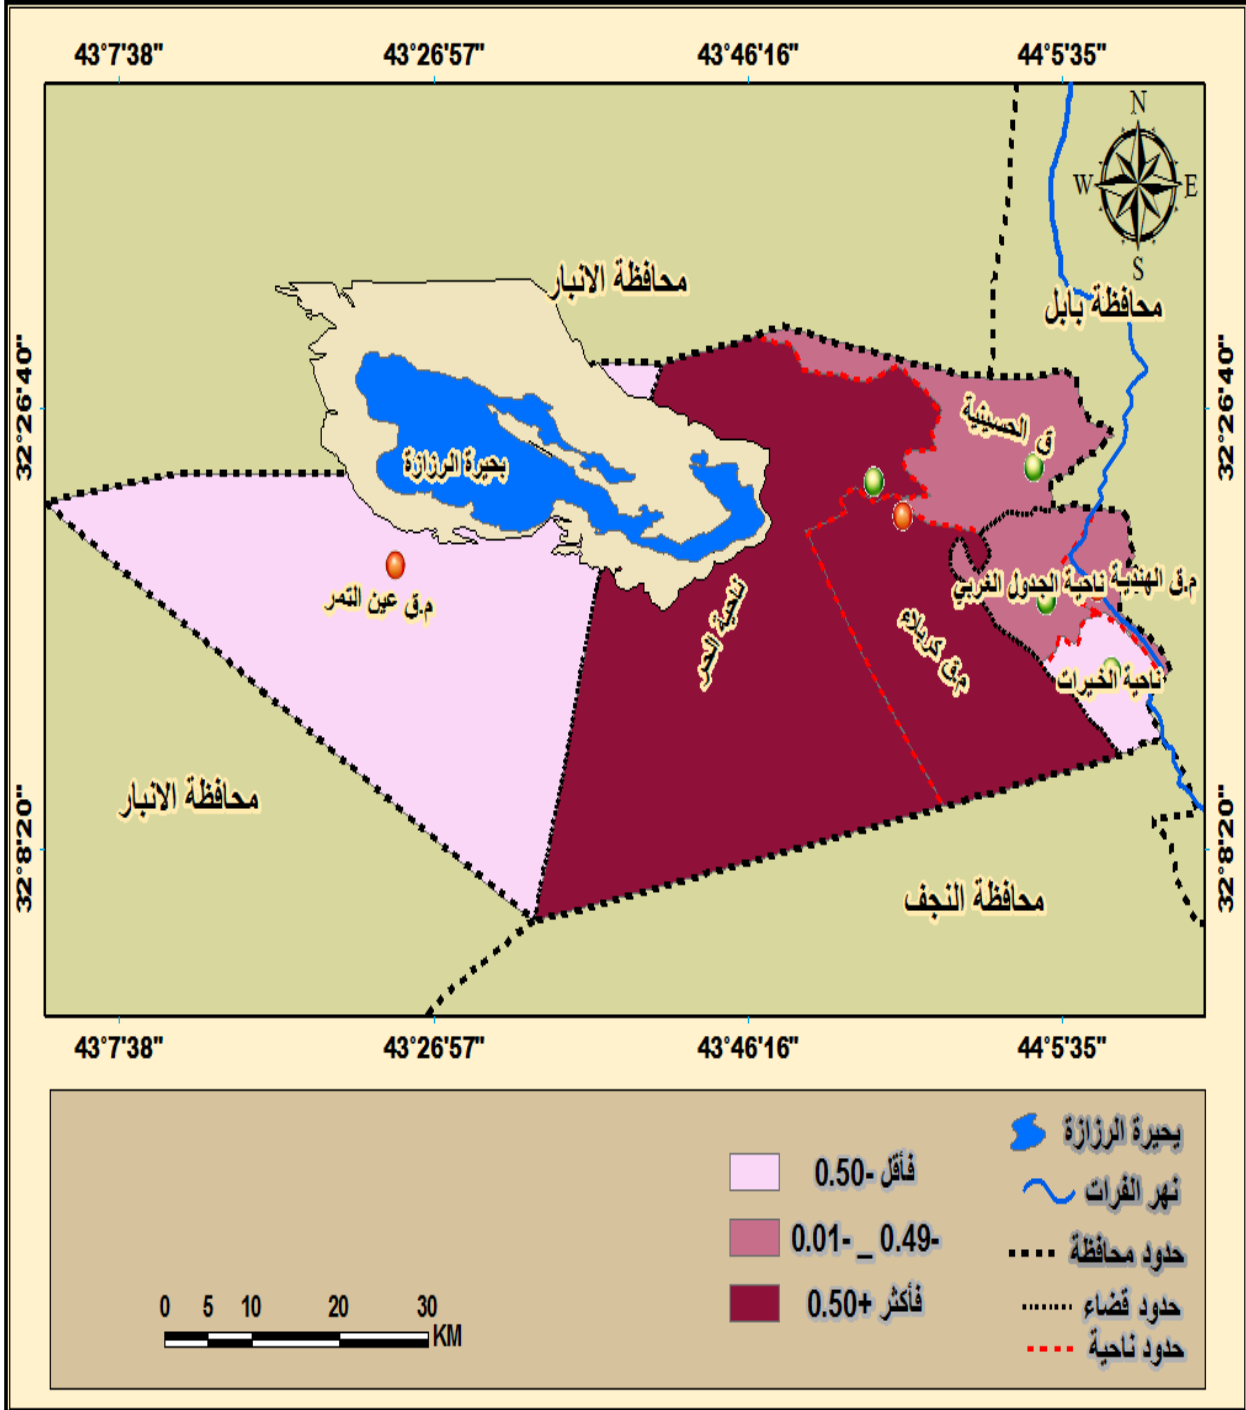 43°7'38" 43°26'57" 43°46'16" 44°5'35"
N
W E
S
محافظة الانبار
محافظة بابل
32°26'40" 32°26'40"
ق الحسينية
بحيرة الرزازة
م.ق الهندية
ناحية الجدول الغربي
م.ق عين التمر
ناحية الحر
م.ق كربلاء
ناحية الخيرات
محافظة الانبار
32°8'20" 32°8'20"
محافظة النجف
43°7'38" 43°26'57" 43°46'16" 44°5'35"
يحيرة الرزازة
نهر الفرات
حدود محافظة
حدود قضاء
حدود ناحية
فأقل -0.50
0.01- _ 0.49-
فأكثر +0.50
0 5 10 20 30
KM